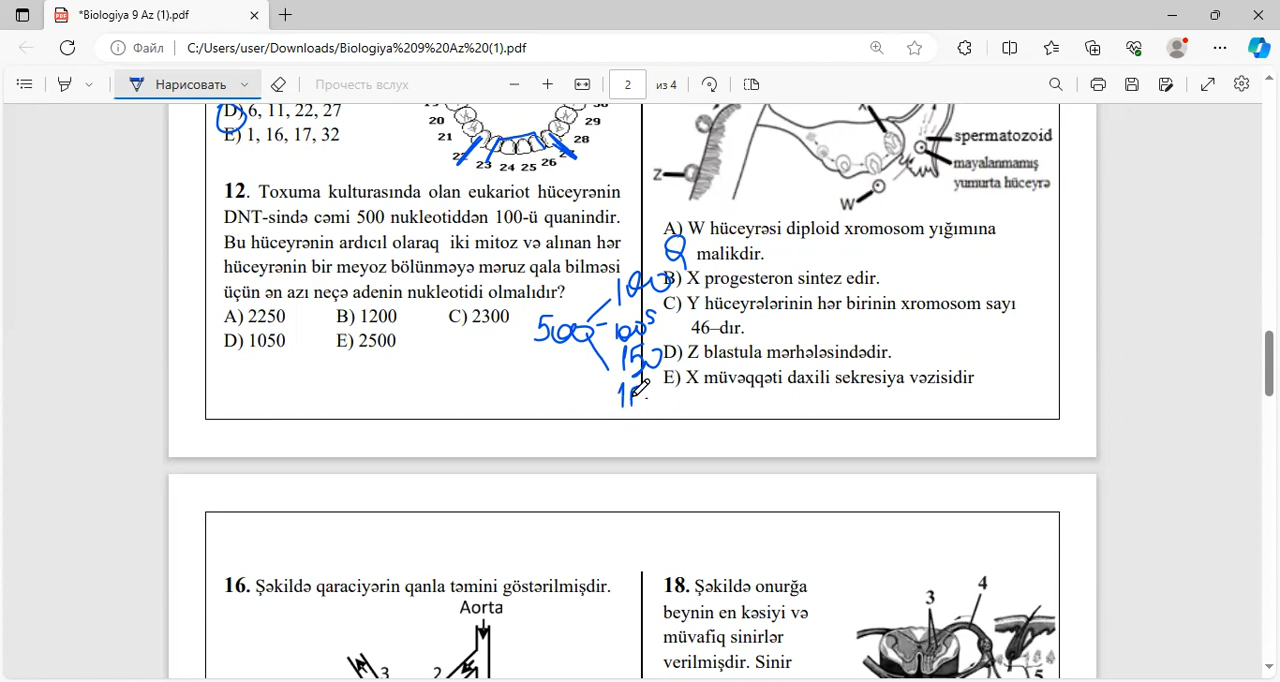 *Biologiya 9 Az (1).pdf
Файл
C:/Users/user/Downloads/Biologiya%209%20Az%20(1).pdf
Нарисовать
Прочесть вслух
2
из 4
D) 6, 11, 22, 27
E) 1, 16, 17, 32
20
21
23
24
25
26
28
29
12. Toxuma kulturasında olan eukariot hüceyrənin
DNT-sində cəmi 500 nukleotiddən 100-ü quanindir.
Bu hüceyrənin ardıcıl olaraq iki mitoz və alınan hər
hüceyrənin bir meyoz bölünməyə məruz qala bilməsi
üçün ən azı neçə adenin nukleotidi olmalıdır?
A) 2250 B) 1200 C) 2300
D) 1050 E) 2500
500
100
Q
100 S
150
Z
W
spermatozoid
mayalanmamış
yumurta hüceyrə
A) W hüceyrəsi diploid xromosom yığımına
malikdir.
B) X progesteron sintez edir.
C) Y hüceyrələrinin hər birinin xromosom sayı
46–dır.
D) Z blastula mərhələsindədir.
E) X müvəqqəti daxili sekresiya vəzisidir
16. Şəkildə qaraciyərin qanla təmini göstərilmişdir.
Aorta
3
2
18. Şəkildə onurğa
beynin en kəsiyi və
müvafiq sinirlər
verilmişdir. Sinir
3
4
5